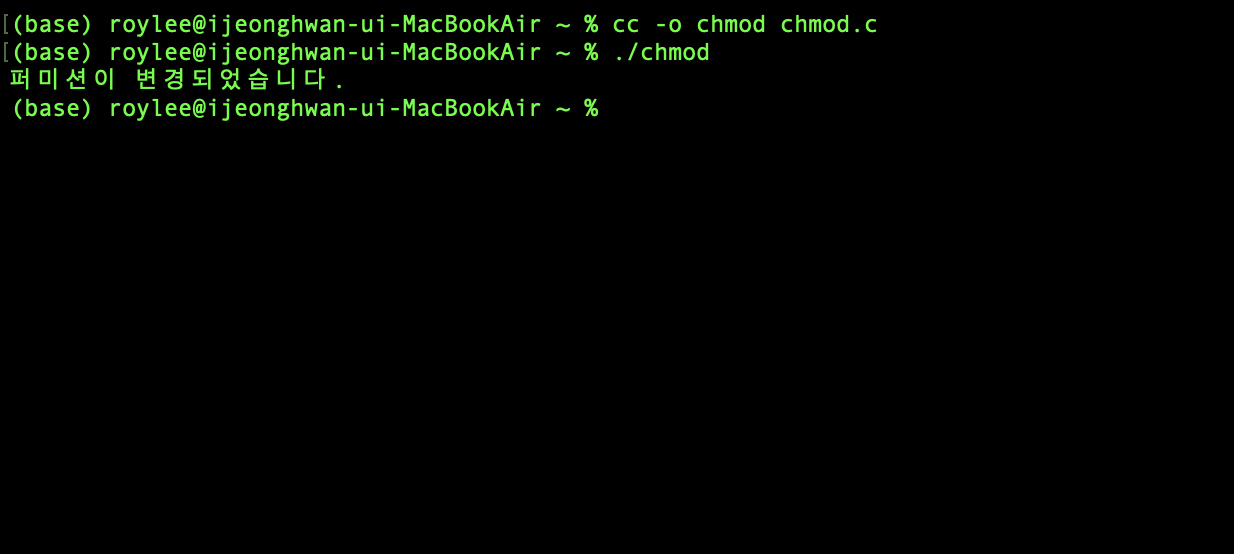 [(base) roylee@ijeonghwan-ui-MacBookAir ~ % cc -o chmod chmod.c
[(base) roylee@ijeonghwan-ui-MacBookAir ~ % ./chmod
퍼미션이 변경되었습니다.
(base) roylee@ijeonghwan-ui-MacBookAir ~ %